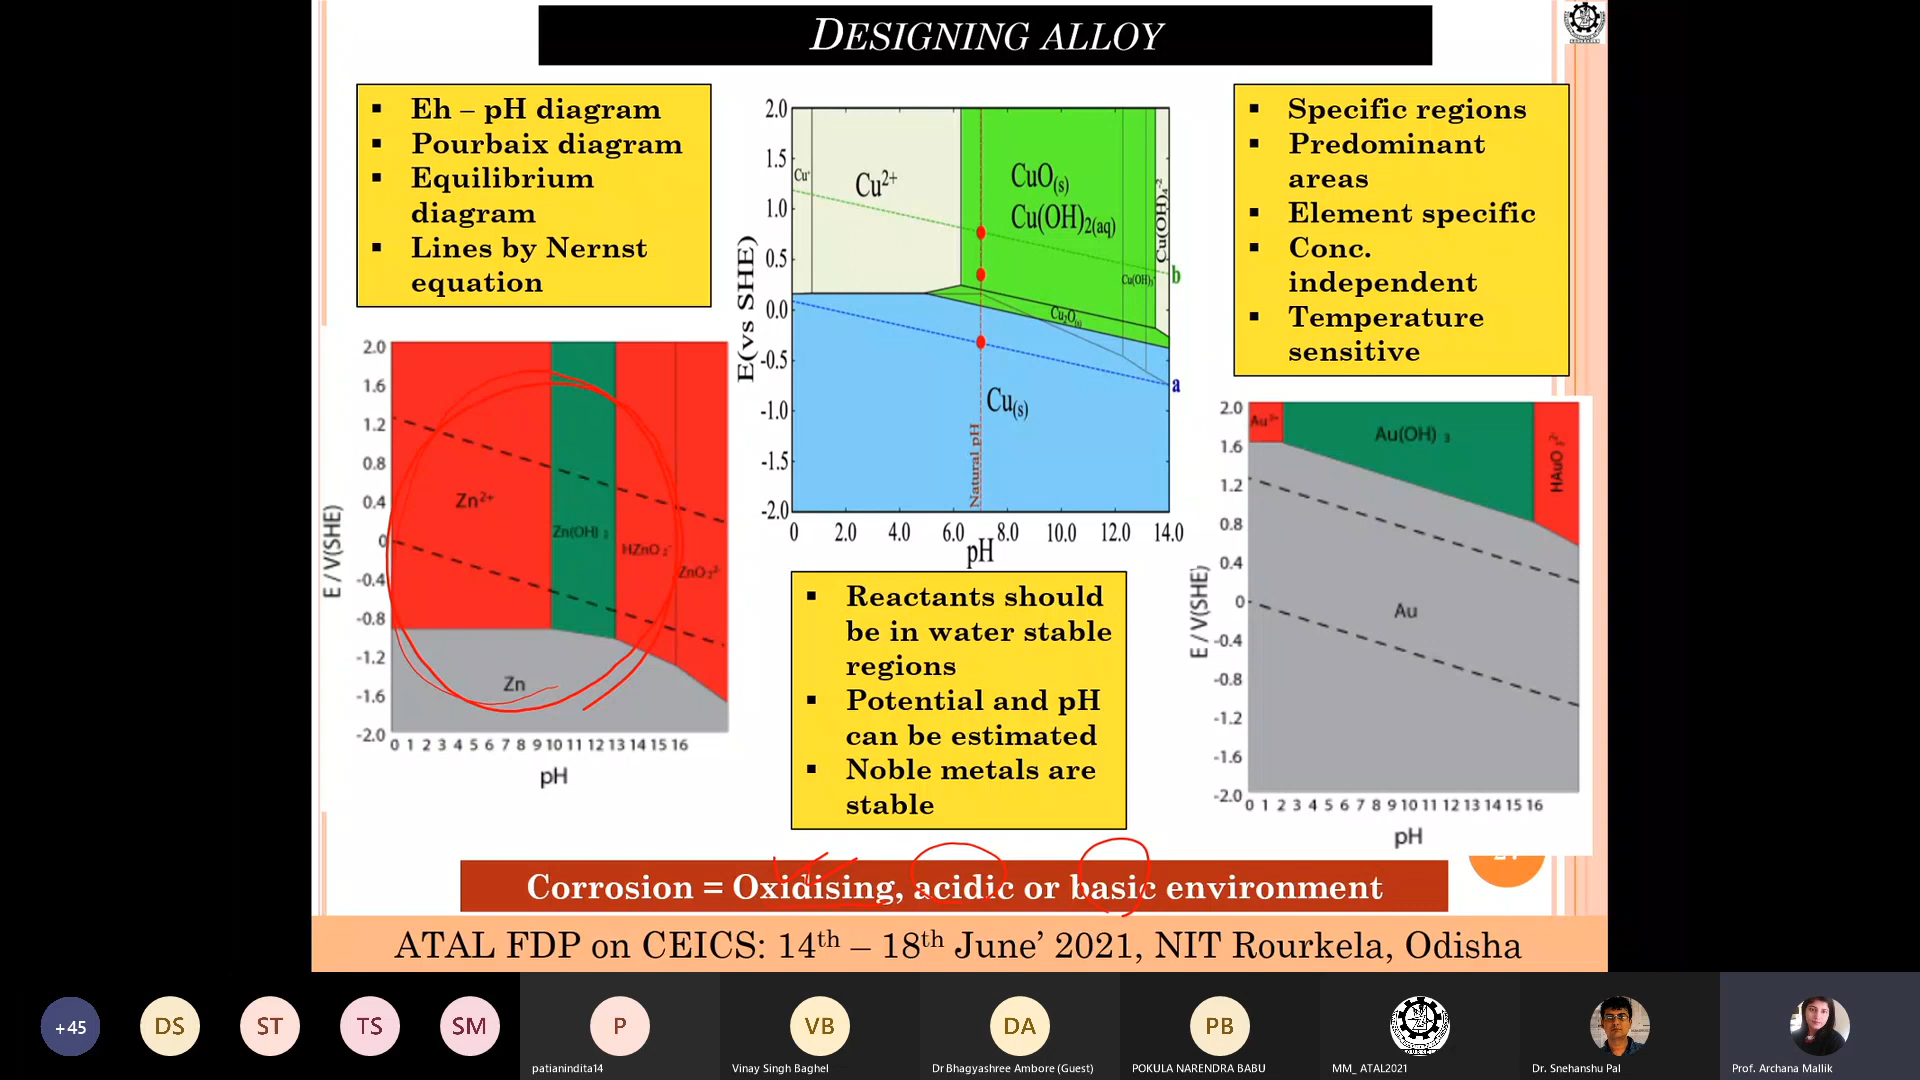 DESIGNING ALLOY
Eh – pH diagram
Pourbaix diagram
Equilibrium
diagram
Lines by Nernst
equation
2.0
1.5
1.0
0.5
0.0
-0.5
-1.0
-1.5
-2.0
E(vs SHE)
Cu²⁺
CuO(s)
Cu(OH)2(aq)
Cu2O(s)
Cu(s)
Natural pH
b
a
0 2.0 4.0 6.0 8.0 10.0 12.0 14.0
pH
Specific regions
Predominant
areas
Element specific
Conc.
independent
Temperature
sensitive
2.0
1.6
1.2
0.8
0.4
0
-0.4
-0.8
-1.2
-1.6
-2.0
E / V(SHE)
Zn²⁺
HZnO2⁻
ZnO2²⁻
Zn
0 1 2 3 4 5 6 7 8 9 10 11 12 13 14 15 16
pH
Reactants should
be in water stable
regions
Potential and pH
can be estimated
Noble metals are
stable
2.0
1.6
1.2
0.8
0.4
0
-0.4
-0.8
-1.2
-1.6
-2.0
E / V(SHE)
Au³⁺
Au(OH) 3
HAuO 3²⁻
Au
0 1 2 3 4 5 6 7 8 9 10 11 12 13 14 15 16
pH
Corrosion = Oxidising, acidic or basic environment
ATAL FDP on CEICS: 14th – 18th June’ 2021, NIT Rourkela, Odisha
+45
DS
ST
TS
SM
P
VB
DA
PB
patianindita14
Vinay Singh Baghel
Dr Bhagyashree Ambore (Guest)
POKULA NARENDRA BABU
MM_ ATAL2021
Dr. Snehanshu Pal
Prof. Archana Mallik